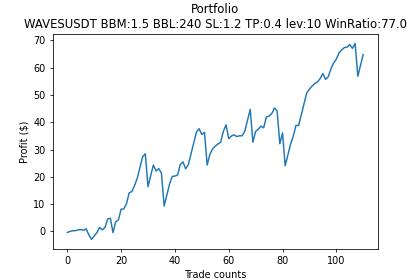 Portfolio
WAVESUSDT BBM:1.5 BBL:240 SL:1.2 TP:0.4 lev:10 WinRatio:77.0
Profit ($)
70
60
50
40
30
20
10
0
0 20 40 60 80 100
Trade counts